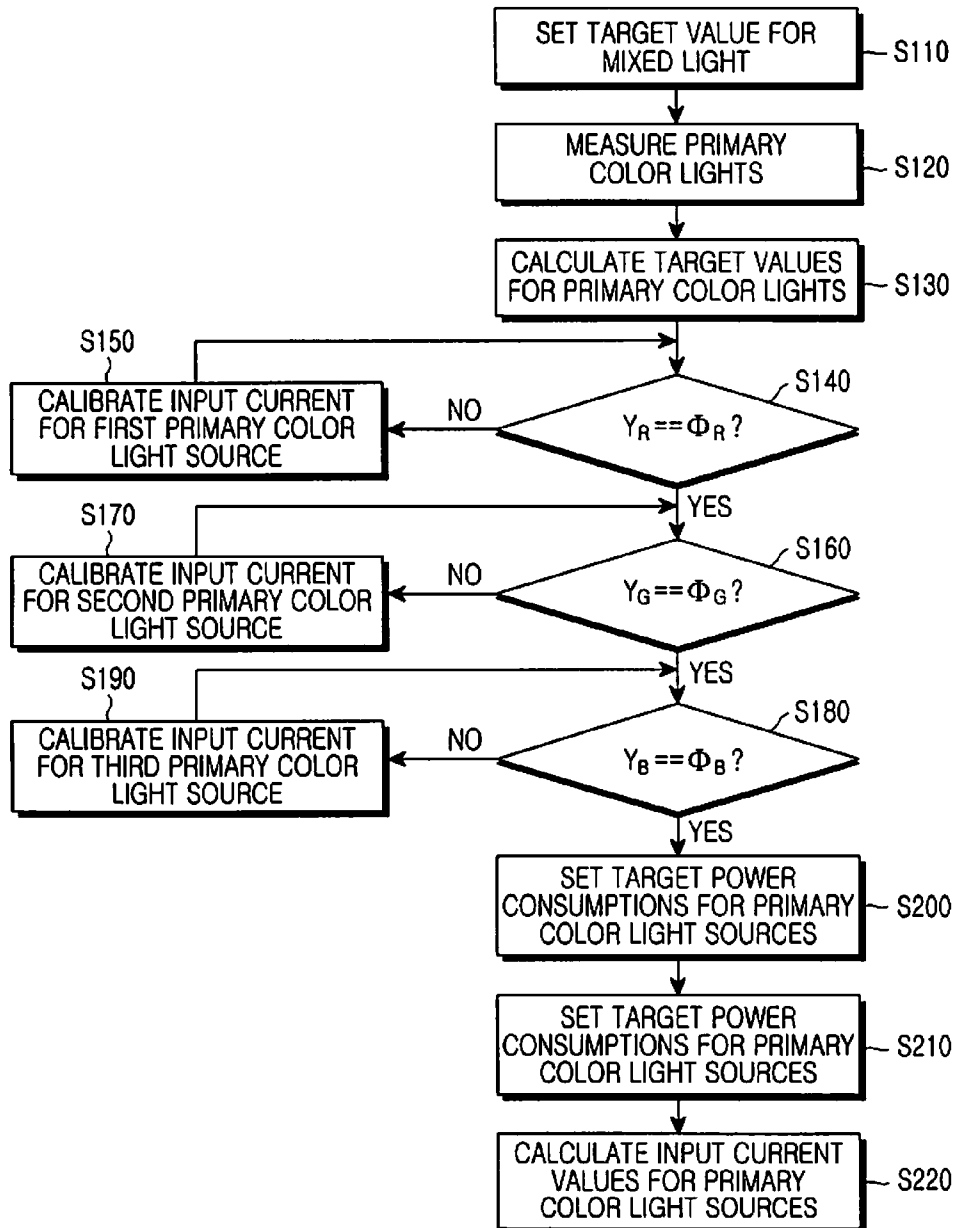 SET TARGET VALUE FOR
MIXED LIGHT
S110
MEASURE PRIMARY
COLOR LIGHTS
S120
CALCULATE TARGET VALUES
FOR PRIMARY COLOR LIGHTS
S130
S150
CALIBRATE INPUT CURRENT
FOR FIRST PRIMARY COLOR
LIGHT SOURCE
NO
S140
Y_R == Φ_R ?
YES
S170
CALIBRATE INPUT CURRENT
FOR SECOND PRIMARY COLOR
LIGHT SOURCE
NO
S160
Y_G == Φ_G ?
YES
S190
CALIBRATE INPUT CURRENT
FOR THIRD PRIMARY COLOR
LIGHT SOURCE
NO
S180
Y_B == Φ_B ?
YES
SET TARGET POWER
CONSUMPTIONS FOR PRIMARY
COLOR LIGHT SOURCES
S200
SET TARGET POWER
CONSUMPTIONS FOR PRIMARY
COLOR LIGHT SOURCES
S210
CALCULATE INPUT CURRENT
VALUES FOR PRIMARY
COLOR LIGHT SOURCES
S220